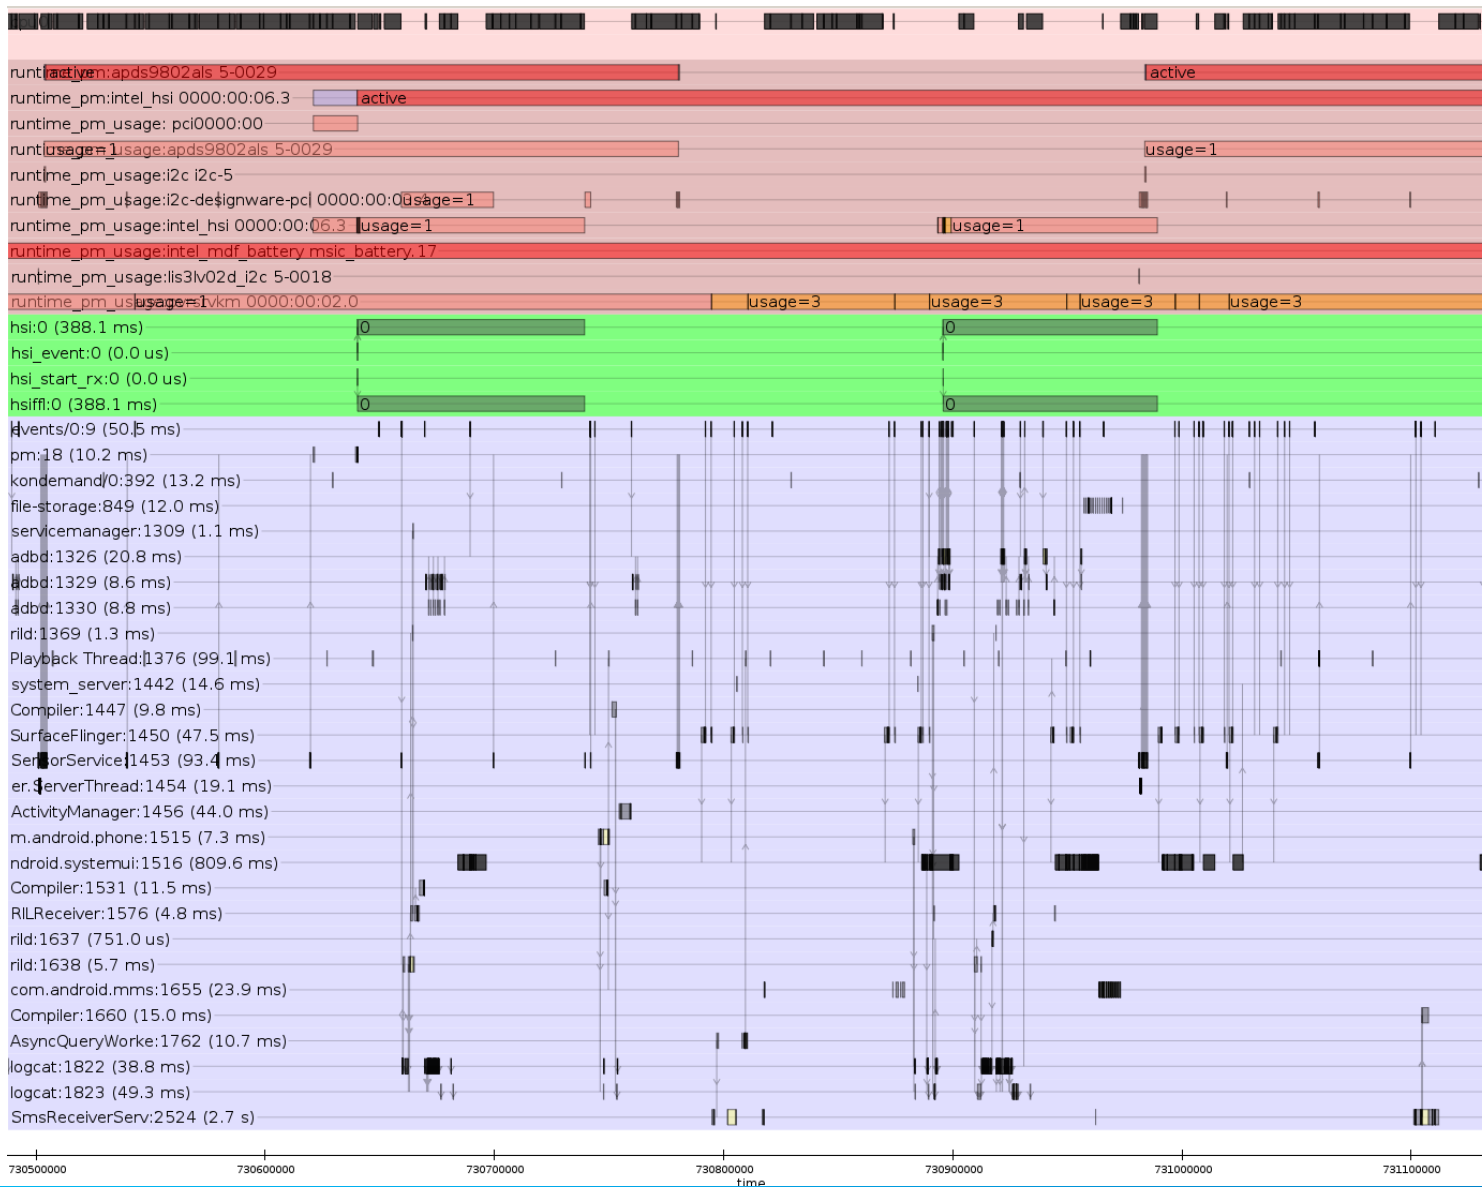 cpu0
runtime_pm:apds9802als 5-0029
active
active
runtime_pm:intel_hsi 0000:00:06.3
active
runtime_pm_usage: pci0000:00
runtime_pm_usage:apds9802als 5-0029
usage=1
usage=1
runtime_pm_usage:i2c i2c-5
runtime_pm_usage:i2c-designware-pci 0000:00:0
usage=1
runtime_pm_usage:intel_hsi 0000:00:06.3
usage=1
usage=1
runtime_pm_usage:intel_mdf_battery msic_battery.17
runtime_pm_usage:lis3lv02d_i2c 5-0018
0000:00:02.0
usage=1
usage=3
usage=3
usage=3
usage=3
hsi:0 (388.1 ms)
0
0
hsi_event:0 (0.0 us)
hsi_start_rx:0 (0.0 us)
hsiffl:0 (388.1 ms)
0
0
events/0:9 (50.5 ms)
pm:18 (10.2 ms)
kondemand/0:392 (13.2 ms)
file-storage:849 (12.0 ms)
servicemanager:1309 (1.1 ms)
adbd:1326 (20.8 ms)
adbd:1329 (8.6 ms)
adbd:1330 (8.8 ms)
rild:1369 (1.3 ms)
Playback Thread:1376 (99.1 ms)
system_server:1442 (14.6 ms)
Compiler:1447 (9.8 ms)
SurfaceFlinger:1450 (47.5 ms)
SensorService:1453 (93.4 ms)
er.ServerThread:1454 (19.1 ms)
ActivityManager:1456 (44.0 ms)
m.android.phone:1515 (7.3 ms)
ndroid.systemui:1516 (809.6 ms)
Compiler:1531 (11.5 ms)
RILReceiver:1576 (4.8 ms)
rild:1637 (751.0 us)
rild:1638 (5.7 ms)
com.android.mms:1655 (23.9 ms)
Compiler:1660 (15.0 ms)
AsyncQueryWorke:1762 (10.7 ms)
logcat:1822 (38.8 ms)
logcat:1823 (49.3 ms)
SmsReceiverServ:2524 (2.7 s)
730500000 730600000 730700000 730800000 730900000 731000000 731100000
time